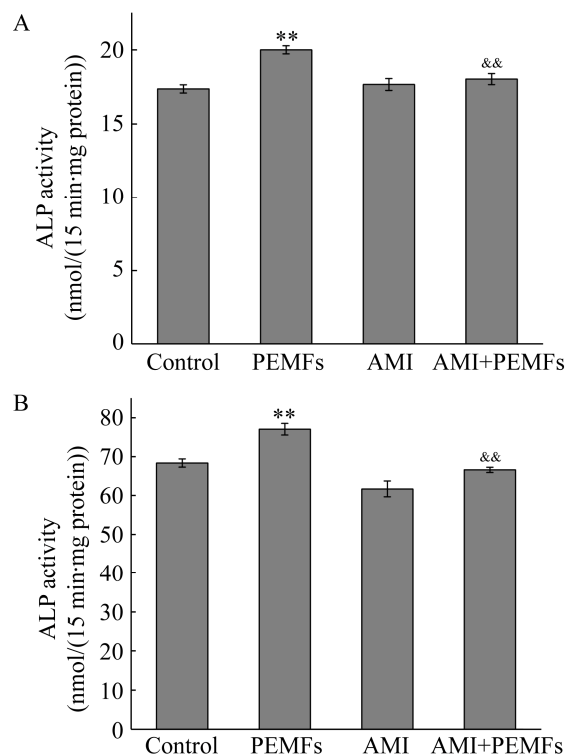 A
ALP activity
(nmol/(15 min·mg protein))
20
15
10
5
0
**
&&
Control PEMFs AMI AMI+PEMFs
B
ALP activity
(nmol/(15 min·mg protein))
80
70
60
50
40
30
20
10
0
**
&&
Control PEMFs AMI AMI+PEMFs